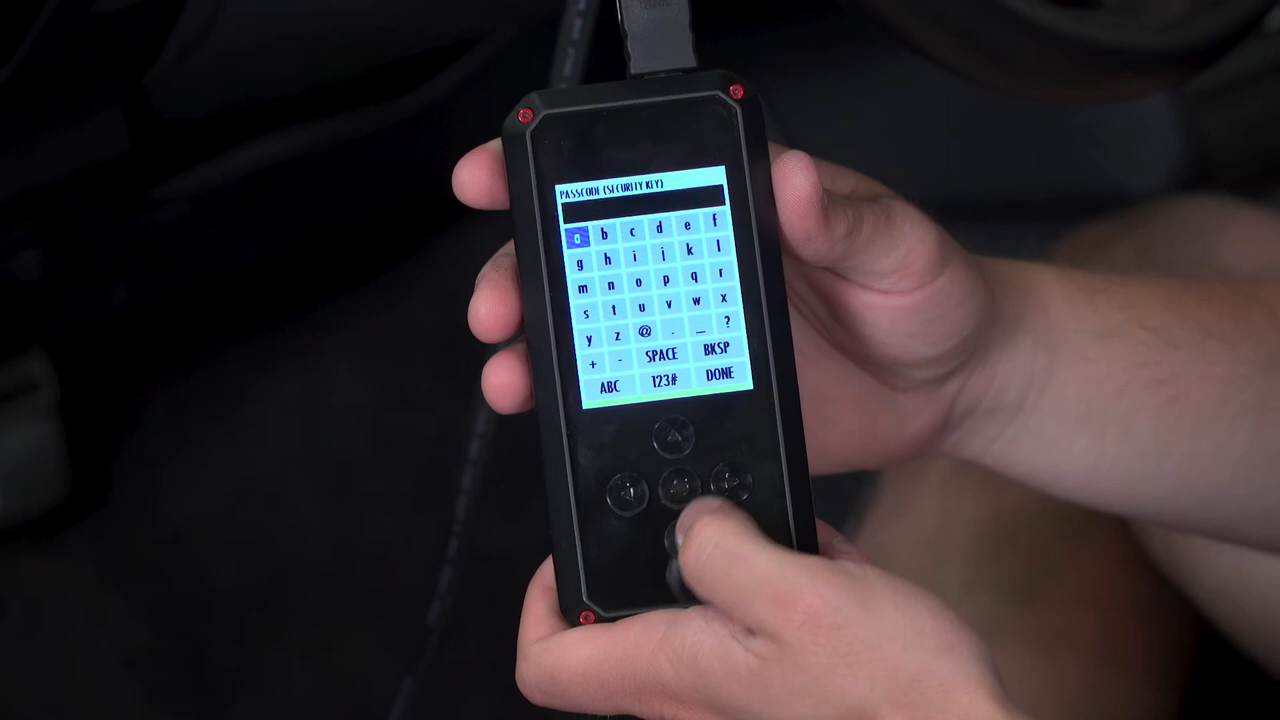 PASSCODE (SECURITY KEY)
a b c d e f
g h i j k l
m n o p q r
s t u v w x
y z @ . _ ?
+ - SPACE BKSP
ABC 123# DONE